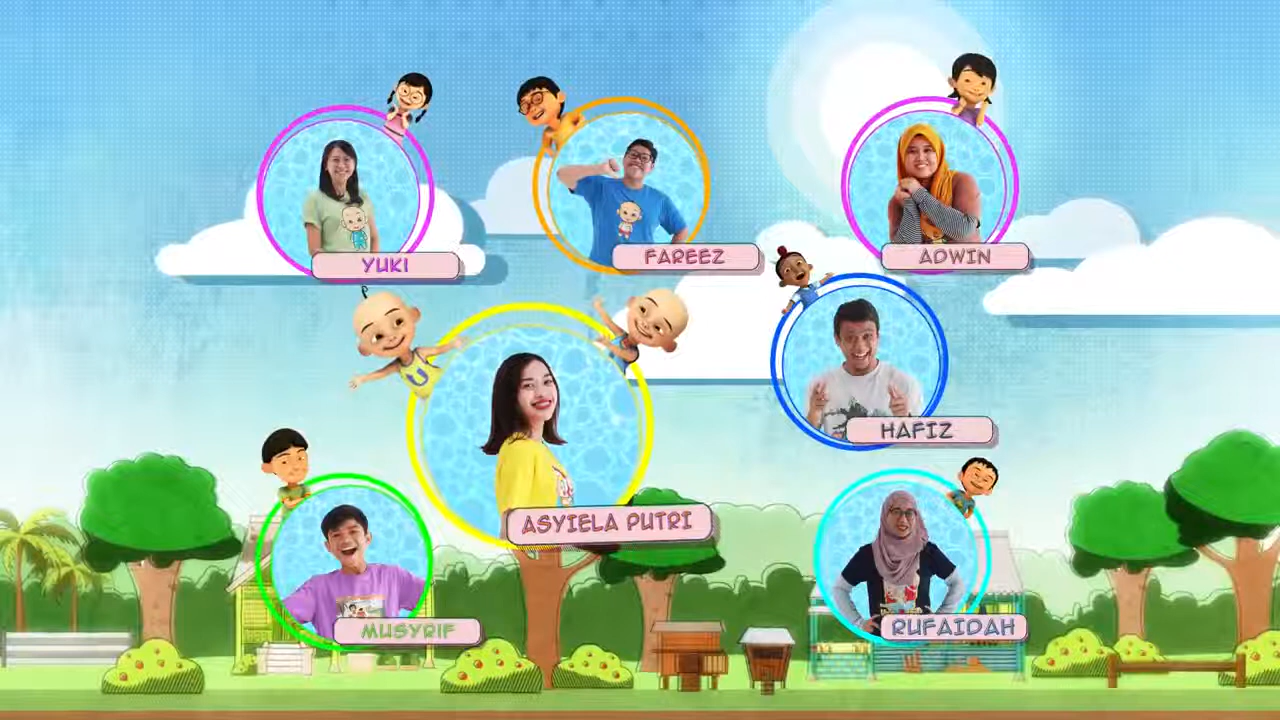 YUKI
FAREEZ
ADWIN
HAFIZ
ASYIELA PUTRI
MUSYRIF
RUFAIDAH